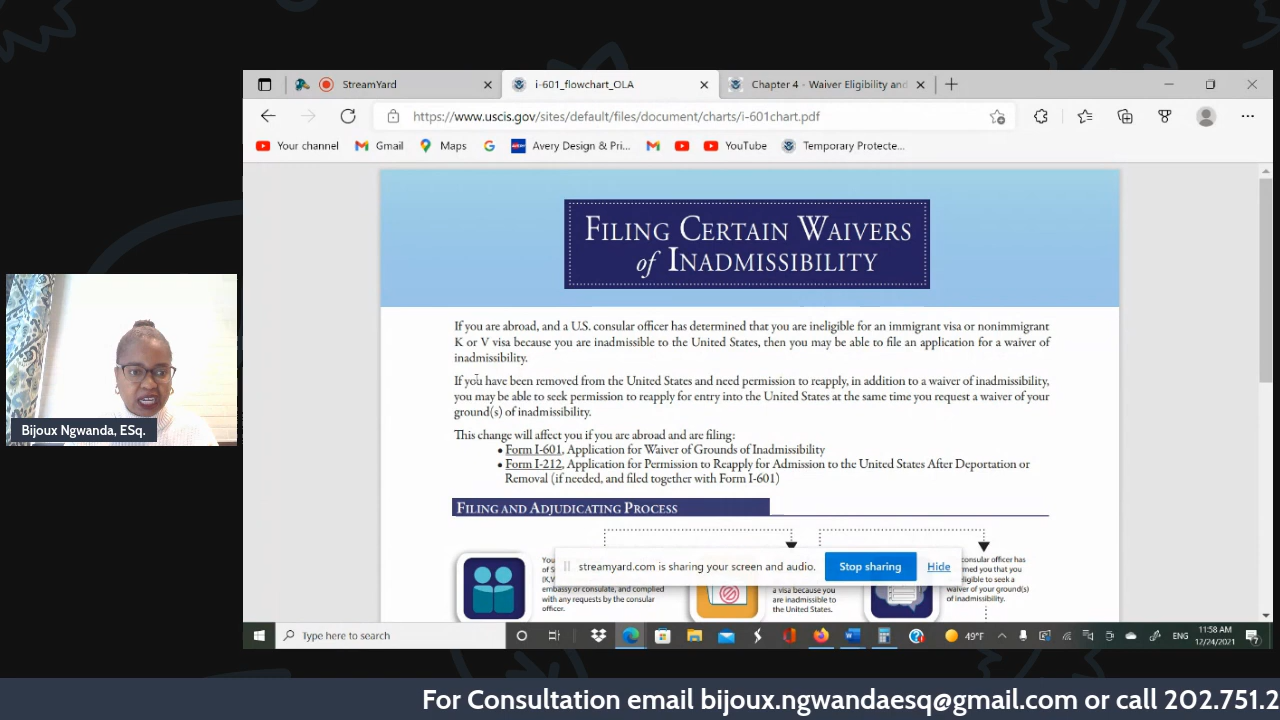 StreamYard
i-601_flowchart_OLA
Chapter 4 - Waiver Eligibility and
https://www.uscis.gov/sites/default/files/document/charts/i-601chart.pdf
Your channel
Gmail
Maps
Avery Design & Pri...
YouTube
Temporary Protecte...
FILING CERTAIN WAIVERS
of INADMISSIBILITY
If you are abroad, and a U.S. consular officer has determined that you are ineligible for an immigrant visa or nonimmigrant
K or V visa because you are inadmissible to the United States, then you may be able to file an application for a waiver of
inadmissibility.
If you have been removed from the United States and need permission to reapply, in addition to a waiver of inadmissibility,
you may be able to seek permission to reapply for entry into the United States at the same time you request a waiver of your
ground(s) of inadmissibility.
This change will affect you if you are abroad and are filing:
• Form I-601, Application for Waiver of Grounds of Inadmissibility
• Form I-212, Application for Permission to Reapply for Admission to the United States After Deportation or
Removal (if needed, and filed together with Form I-601)
FILING AND ADJUDICATING PROCESS
You
of S
(K,V
embassy or consulate, and complied
with any requests by the consular
officer.
a visa because you
are inadmissible to
the United States.
consular officer has
rmed you that you
eligible to seek a
waiver of your ground(s)
of inadmissibility.
streamyard.com is sharing your screen and audio.
Stop sharing
Hide
Bijoux Ngwanda, ESq.
Type here to search
49°F
ENG
11:58 AM
12/24/2021
For Consultation email bijoux.ngwandaesq@gmail.com or call 202.751.2